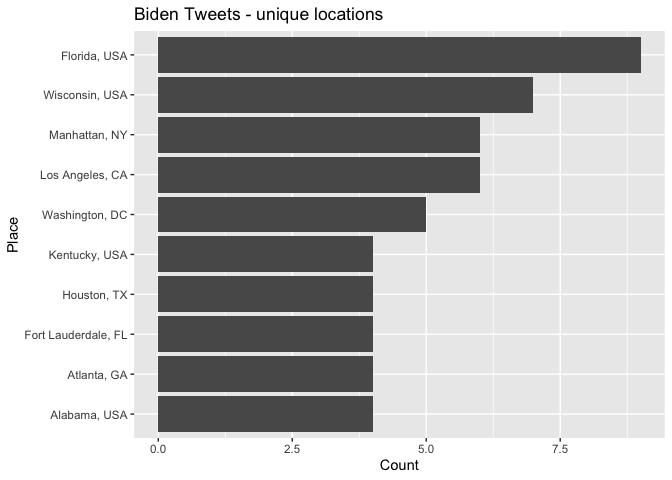 Biden Tweets - unique locations
Place
Florida, USA
Wisconsin, USA
Manhattan, NY
Los Angeles, CA
Washington, DC
Kentucky, USA
Houston, TX
Fort Lauderdale, FL
Atlanta, GA
Alabama, USA
0.0 2.5 5.0 7.5
Count